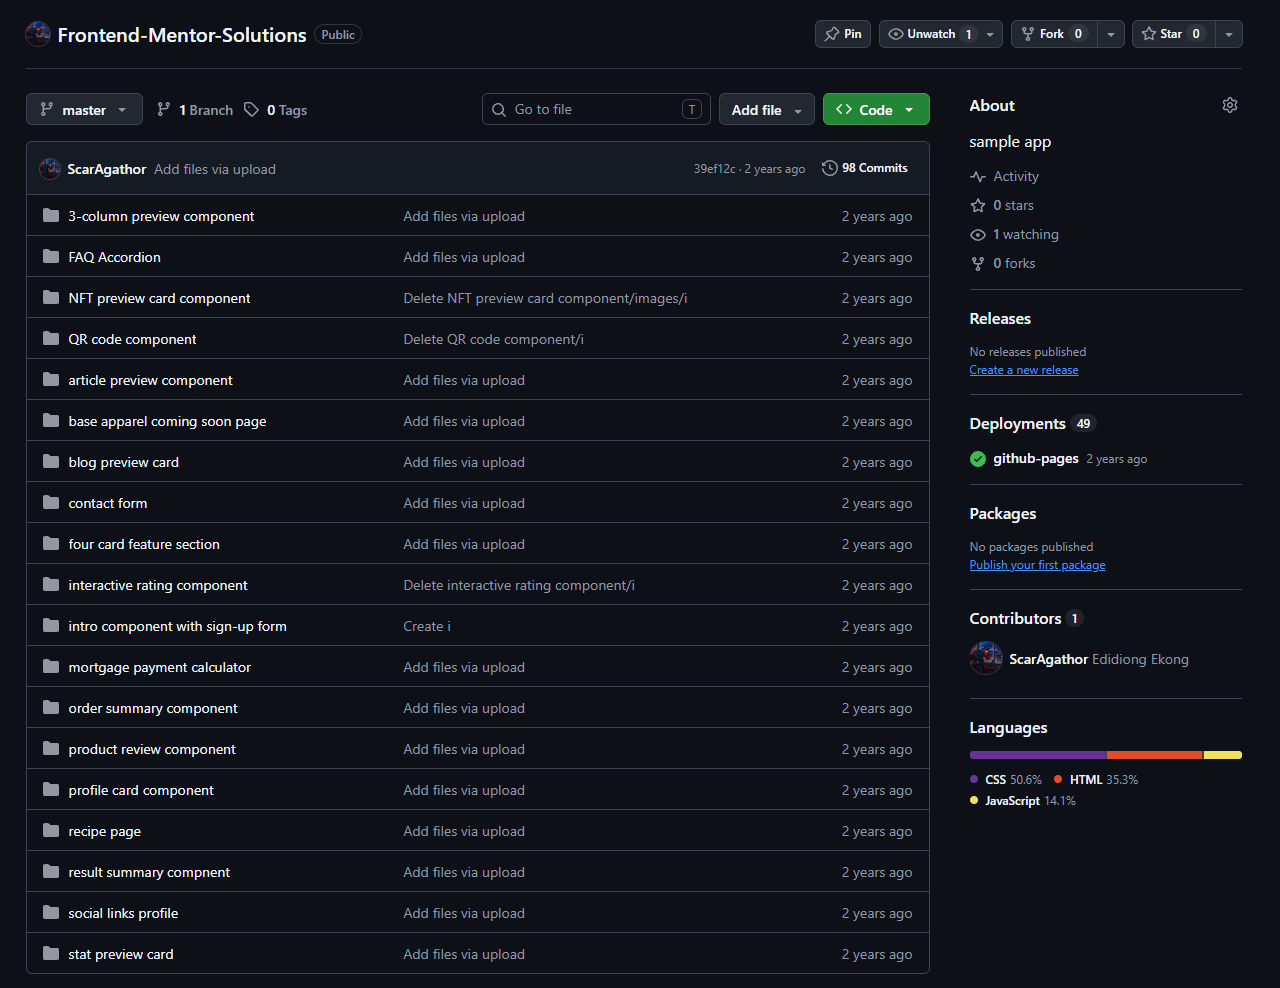 Frontend-Mentor-Solutions Public Pin Unwatch 1 Fork 0 Star 0
master 1 Branch 0 Tags Go to file T Add file Code
ScarAgathor Add files via upload 39ef12c · 2 years ago 98 Commits
3-column preview component Add files via upload 2 years ago
FAQ Accordion Add files via upload 2 years ago
NFT preview card component Delete NFT preview card component/images/i 2 years ago
QR code component Delete QR code component/i 2 years ago
article preview component Add files via upload 2 years ago
base apparel coming soon page Add files via upload 2 years ago
blog preview card Add files via upload 2 years ago
contact form Add files via upload 2 years ago
four card feature section Add files via upload 2 years ago
interactive rating component Delete interactive rating component/i 2 years ago
intro component with sign-up form Create i 2 years ago
mortgage payment calculator Add files via upload 2 years ago
order summary component Add files via upload 2 years ago
product review component Add files via upload 2 years ago
profile card component Add files via upload 2 years ago
recipe page Add files via upload 2 years ago
result summary compnent Add files via upload 2 years ago
social links profile Add files via upload 2 years ago
stat preview card Add files via upload 2 years ago
About
sample app
Activity
0 stars
1 watching
0 forks
Releases
No releases published
Create a new release
Deployments 49
github-pages 2 years ago
Packages
No packages published
Publish your first package
Contributors 1
ScarAgathor Edidiong Ekong
Languages
CSS 50.6% HTML 35.3%
JavaScript 14.1%